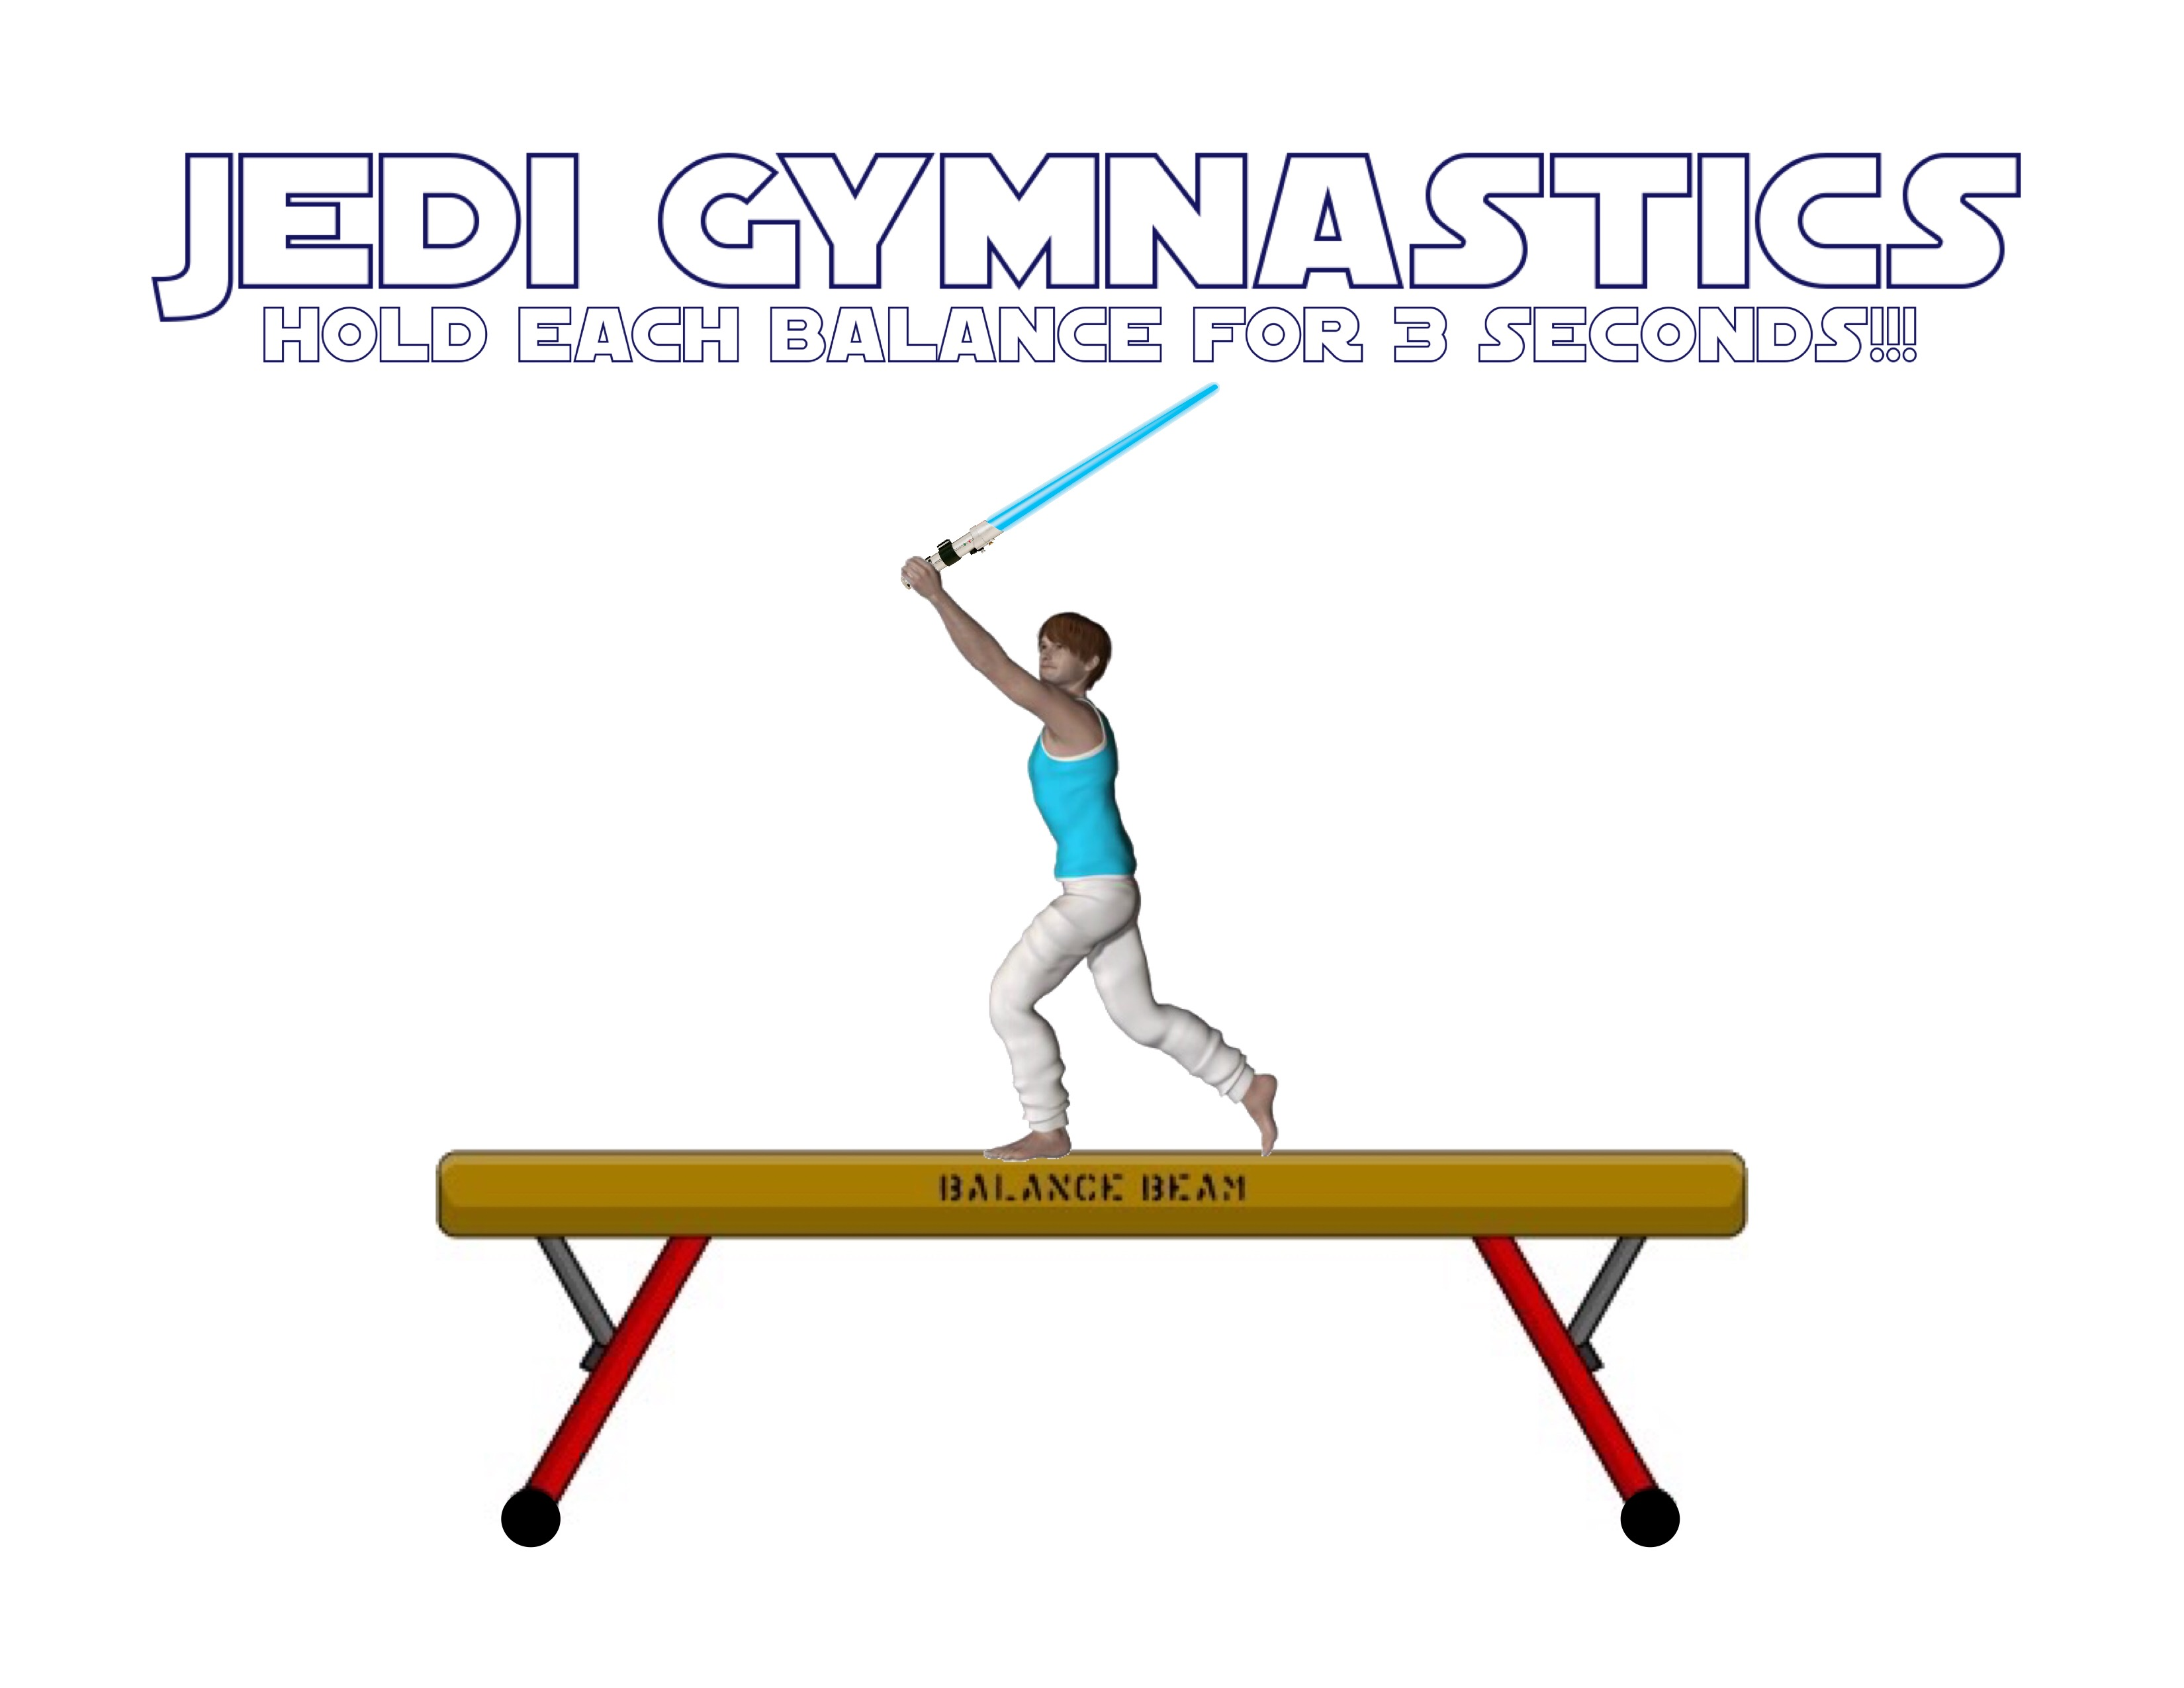 JEDI GYMNASTICS
HOLD EACH BALANCE FOR 3 SECONDS!!!
BALANCE BEAM